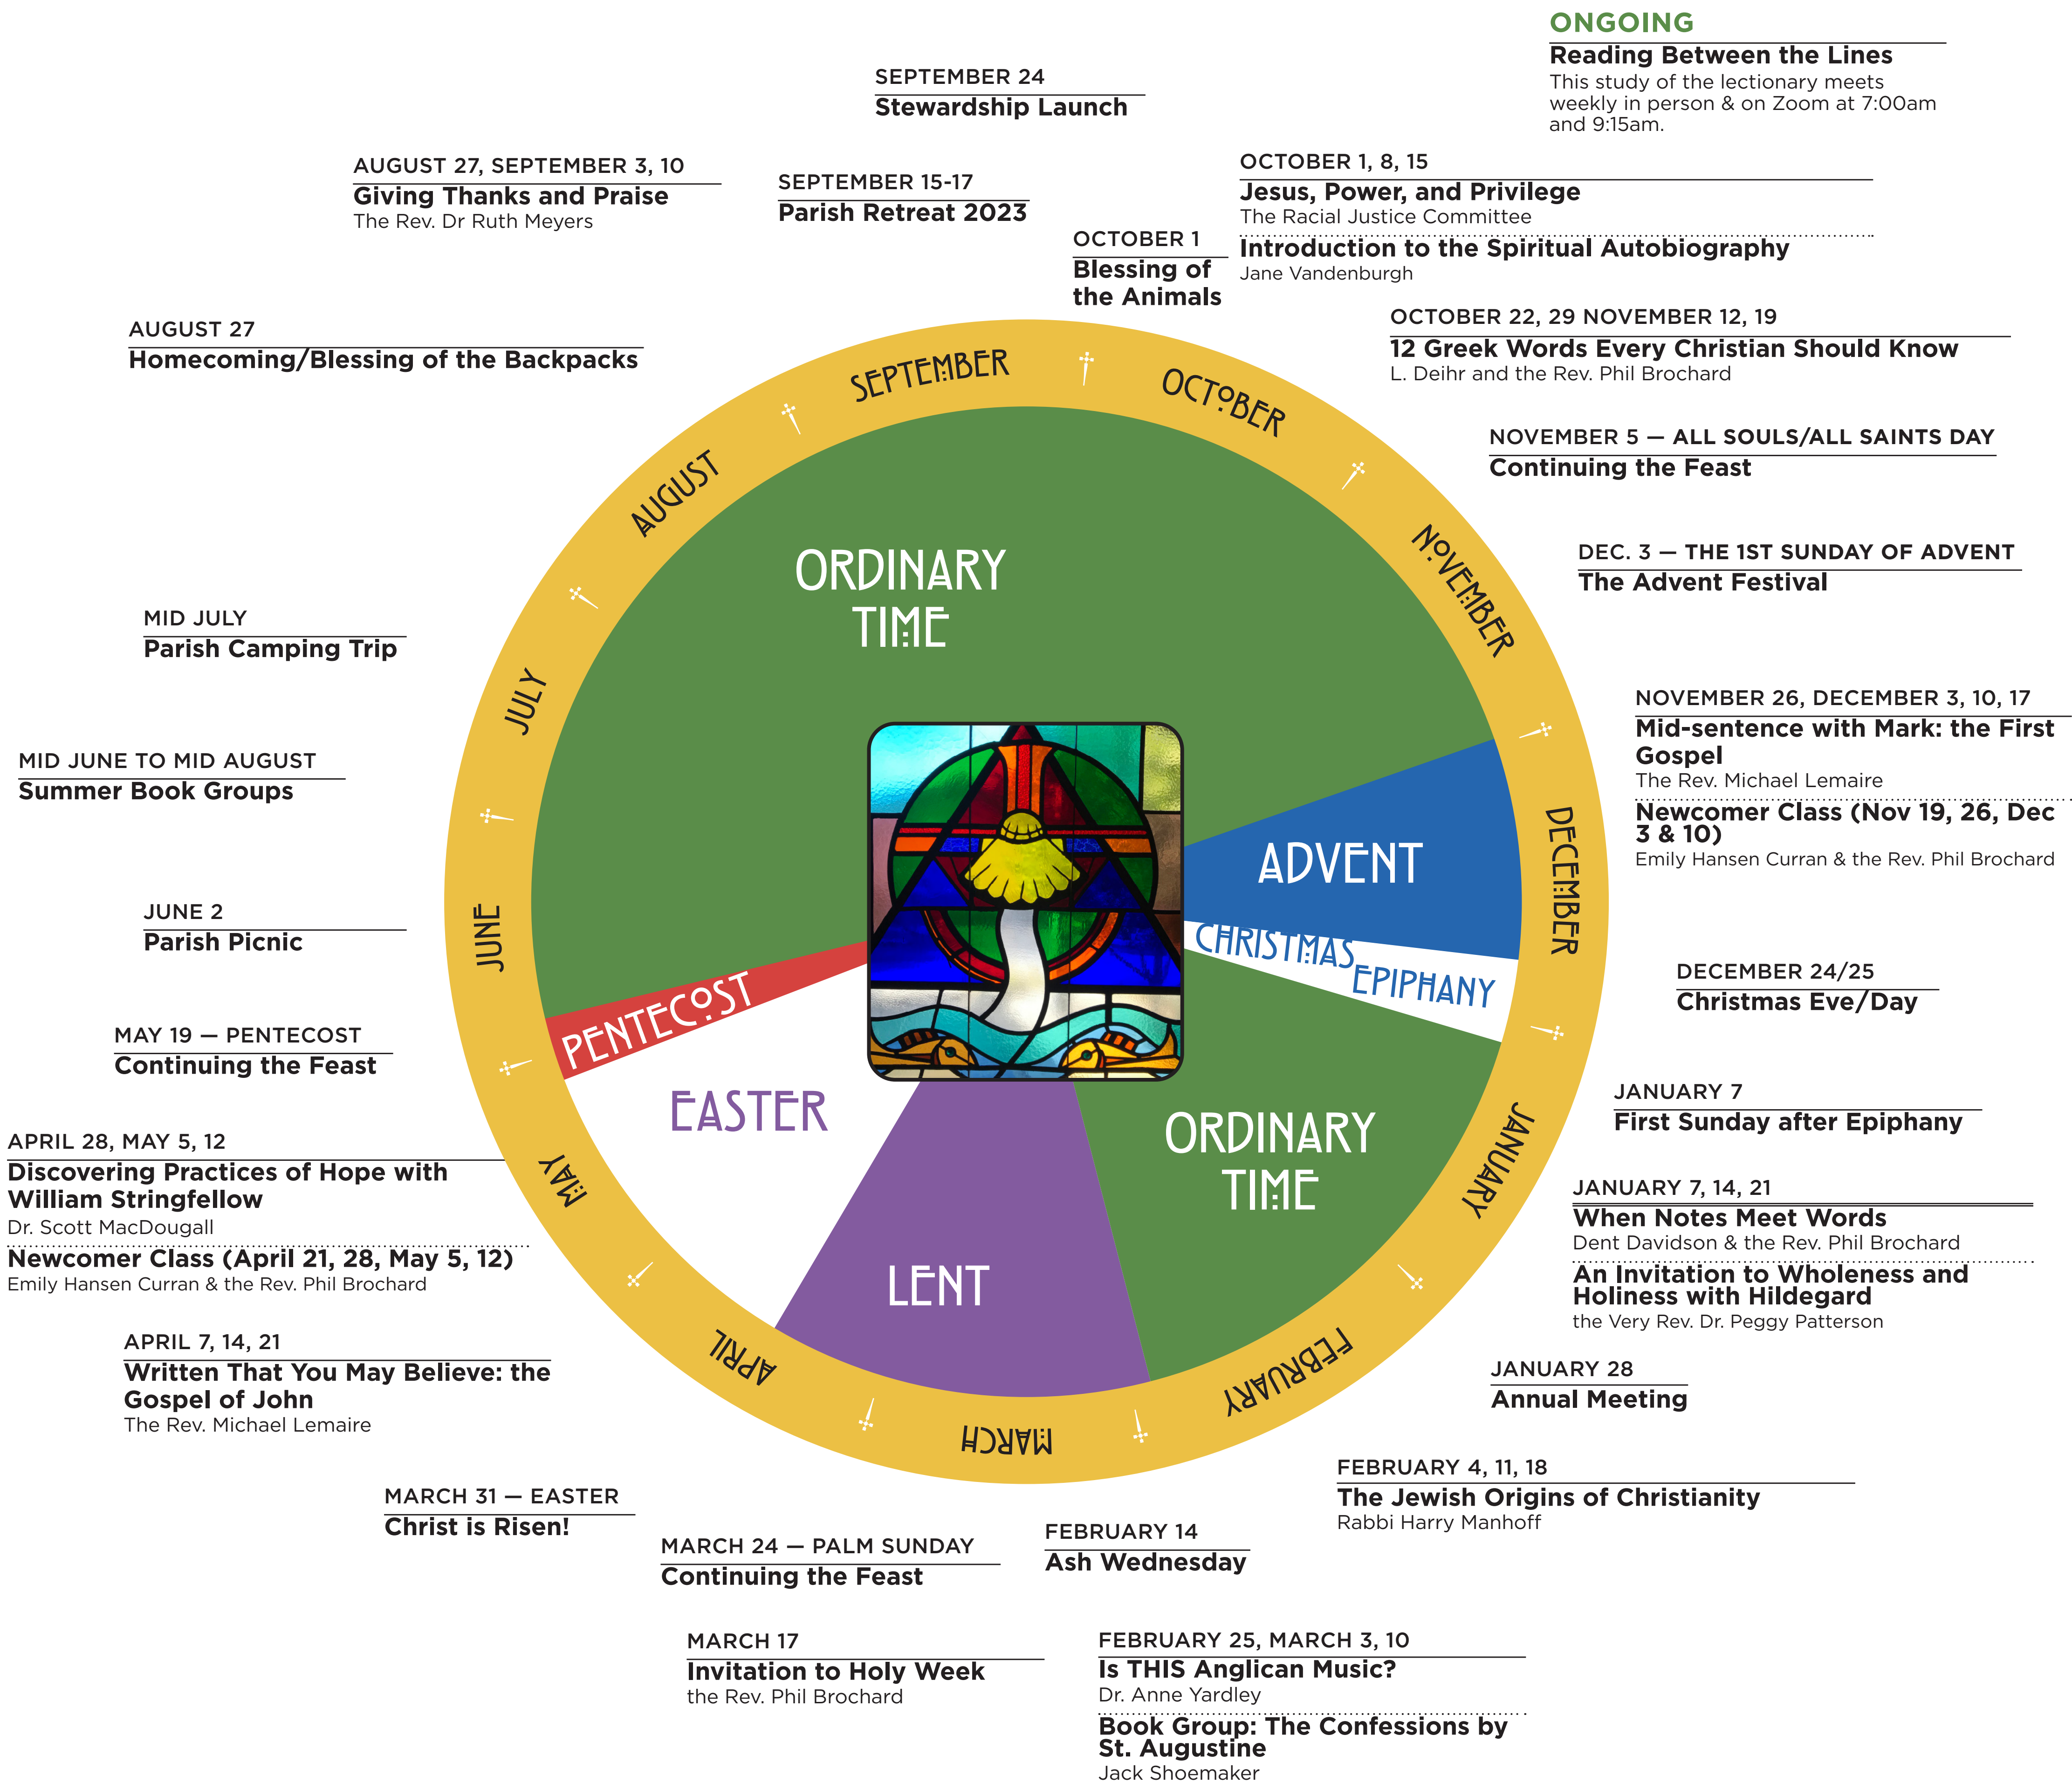 ONGOING
Reading Between the Lines
This study of the lectionary meets
weekly in person & on Zoom at 7:00am
and 9:15am.
SEPTEMBER 24
Stewardship Launch
AUGUST 27, SEPTEMBER 3, 10
Giving Thanks and Praise
The Rev. Dr Ruth Meyers
SEPTEMBER 15-17
Parish Retreat 2023
OCTOBER 1
Blessing of
the Animals
OCTOBER 1, 8, 15
Jesus, Power, and Privilege
The Racial Justice Committee
Introduction to the Spiritual Autobiography
Jane Vandenburgh
AUGUST 27
Homecoming/Blessing of the Backpacks
OCTOBER 22, 29 NOVEMBER 12, 19
12 Greek Words Every Christian Should Know
L. Deihr and the Rev. Phil Brochard
NOVEMBER 5 — ALL SOULS/ALL SAINTS DAY
Continuing the Feast
DEC. 3 — THE 1ST SUNDAY OF ADVENT
The Advent Festival
NOVEMBER 26, DECEMBER 3, 10, 17
Mid-sentence with Mark: the First
Gospel
The Rev. Michael Lemaire
Newcomer Class (Nov 19, 26, Dec
3 & 10)
Emily Hansen Curran & the Rev. Phil Brochard
DECEMBER 24/25
Christmas Eve/Day
JANUARY 7
First Sunday after Epiphany
JANUARY 7, 14, 21
When Notes Meet Words
Dent Davidson & the Rev. Phil Brochard
An Invitation to Wholeness and
Holiness with Hildegard
the Very Rev. Dr. Peggy Patterson
JANUARY 28
Annual Meeting
FEBRUARY 4, 11, 18
The Jewish Origins of Christianity
Rabbi Harry Manhoff
FEBRUARY 14
Ash Wednesday
FEBRUARY 25, MARCH 3, 10
Is THIS Anglican Music?
Dr. Anne Yardley
Book Group: The Confessions by
St. Augustine
Jack Shoemaker
MARCH 17
Invitation to Holy Week
the Rev. Phil Brochard
MARCH 24 — PALM SUNDAY
Continuing the Feast
MARCH 31 — EASTER
Christ is Risen!
APRIL 7, 14, 21
Written That You May Believe: the
Gospel of John
The Rev. Michael Lemaire
APRIL 28, MAY 5, 12
Discovering Practices of Hope with
William Stringfellow
Dr. Scott MacDougall
Newcomer Class (April 21, 28, May 5, 12)
Emily Hansen Curran & the Rev. Phil Brochard
MAY 19 — PENTECOST
Continuing the Feast
JUNE 2
Parish Picnic
MID JUNE TO MID AUGUST
Summer Book Groups
MID JULY
Parish Camping Trip
SEPTEMBER
OCTOBER
NOVEMBER
DECEMBER
JANUARY
FEBRUARY
MARCH
APRIL
MAY
JUNE
JULY
AUGUST
ORDINARY
TIME
ADVENT
CHRISTMAS
EPIPHANY
ORDINARY
TIME
LENT
EASTER
PENTECOST